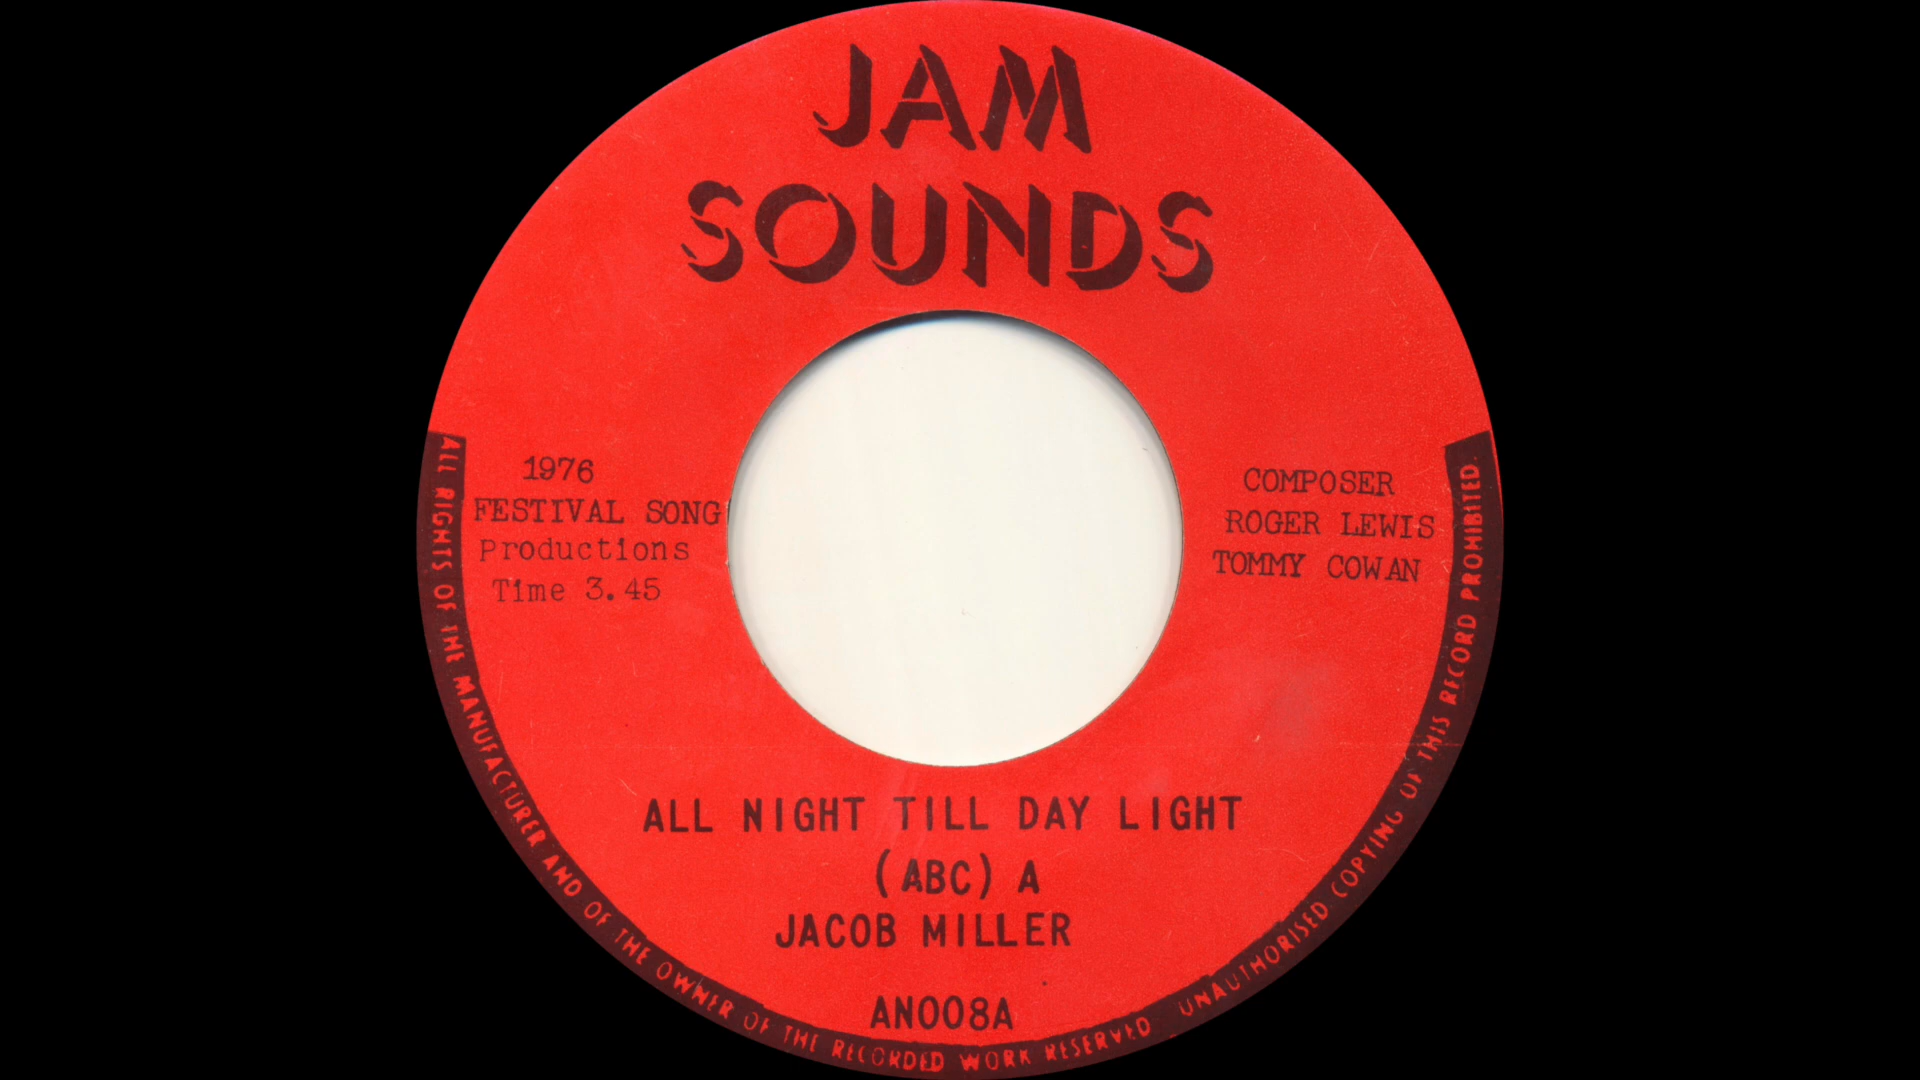 JAM
SOUNDS
1976
FESTIVAL SONG
Productions
Time 3.45
COMPOSER
ROGER LEWIS
TOMMY COWAN
ALL NIGHT TILL DAY LIGHT
(ABC) A
JACOB MILLER
AN008A
ALL RIGHTS OF THE MANUFACTURER AND OF THE OWNER OF THE RECORDED WORK RESERVED UNAUTHORISED COPYING OF THIS RECORD PROHIBITED.